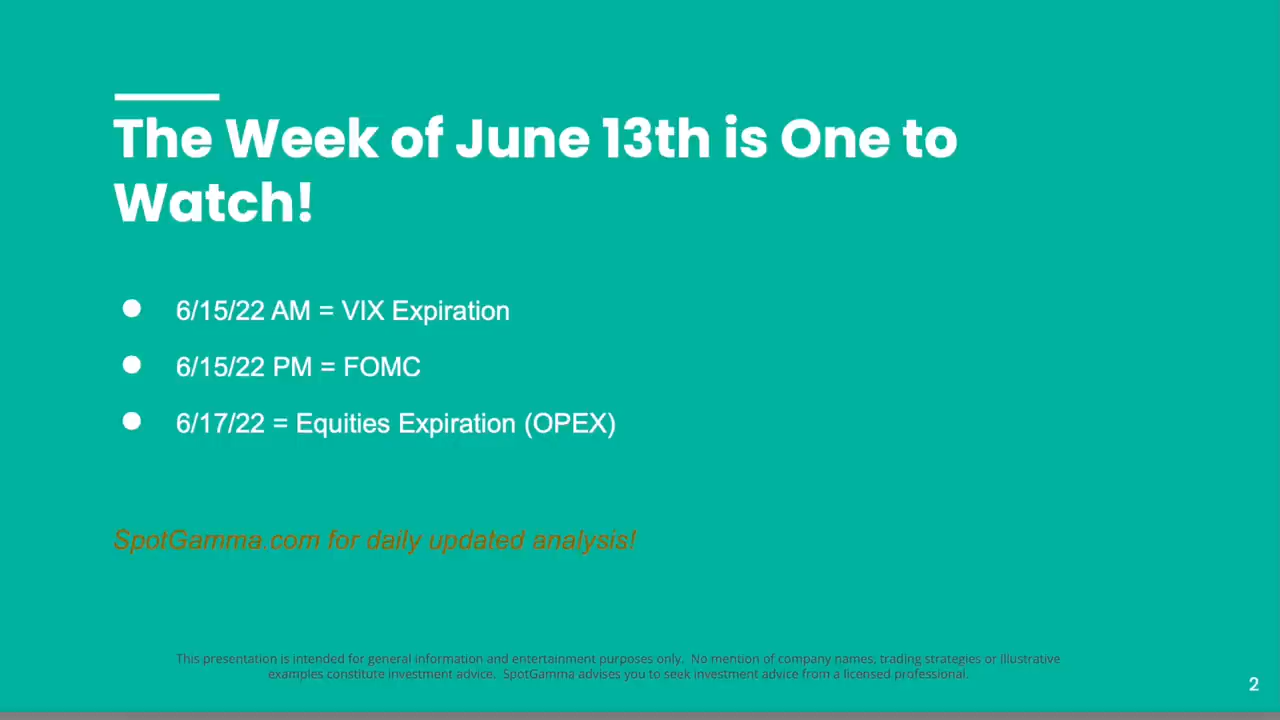 The Week of June 13th is One to
Watch!
● 6/15/22 AM = VIX Expiration
● 6/15/22 PM = FOMC
● 6/17/22 = Equities Expiration (OPEX)
SpotGamma.com for daily updated analysis!
This presentation is intended for general information and entertainment purposes only.  No mention of company names, trading strategies or Illustrative
examples constitute investment advice.  SpotGamma advises you to seek investment advice from a licensed professional.
2